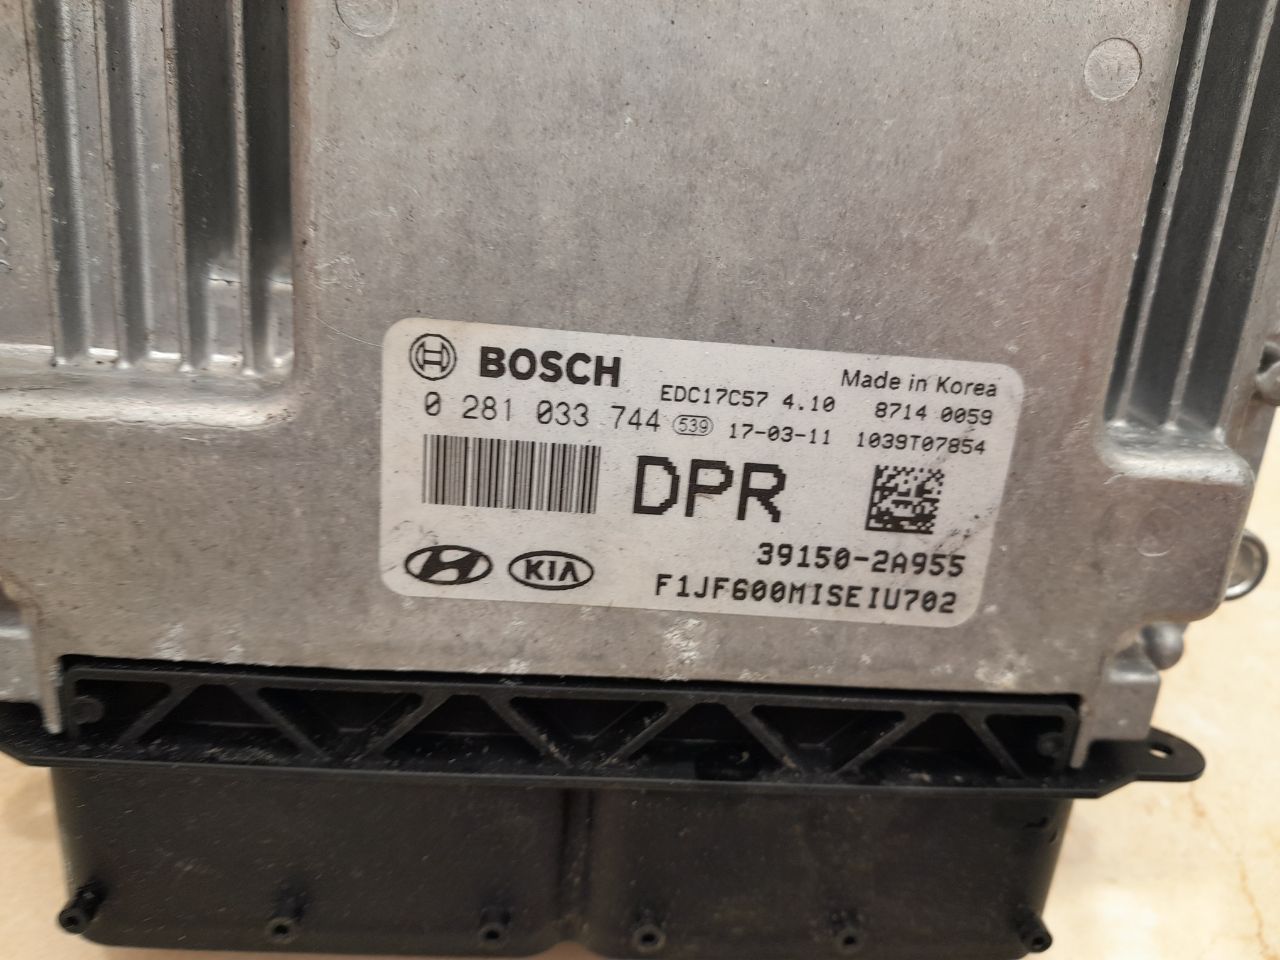 BOSCH
Made in Korea
EDC17C57 4.10 8714 0059
0 281 033 744 539 17-03-11 1039T07854
DPR
KIA
39150-2A955
F1JF600MISEIU702